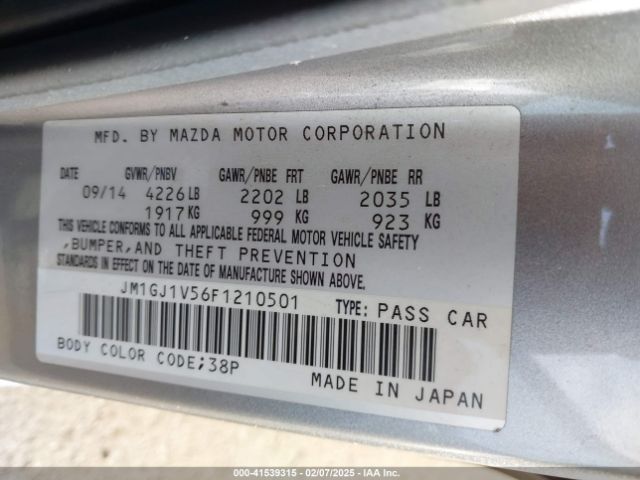 MFD. BY MAZDA MOTOR CORPORATION
DATE GVWR/PNBV GAWR/PNBE FRT GAWR/PNBE RR
09/14 4226 LB 2202 LB 2035 LB
1917 KG 999 KG 923 KG
THIS VEHICLE CONFORMS TO ALL APPLICABLE FEDERAL MOTOR VEHICLE SAFETY
,BUMPER,AND THEFT PREVENTION
STANDARDS IN EFFECT ON THE DATE OF MANUFACTURE SHOWN ABOVE.
JM1GJ1V56F1210501 TYPE: PASS CAR
BODY COLOR CODE;38P
MADE IN JAPAN
000-41539315 - 02/07/2025 - IAA Inc.